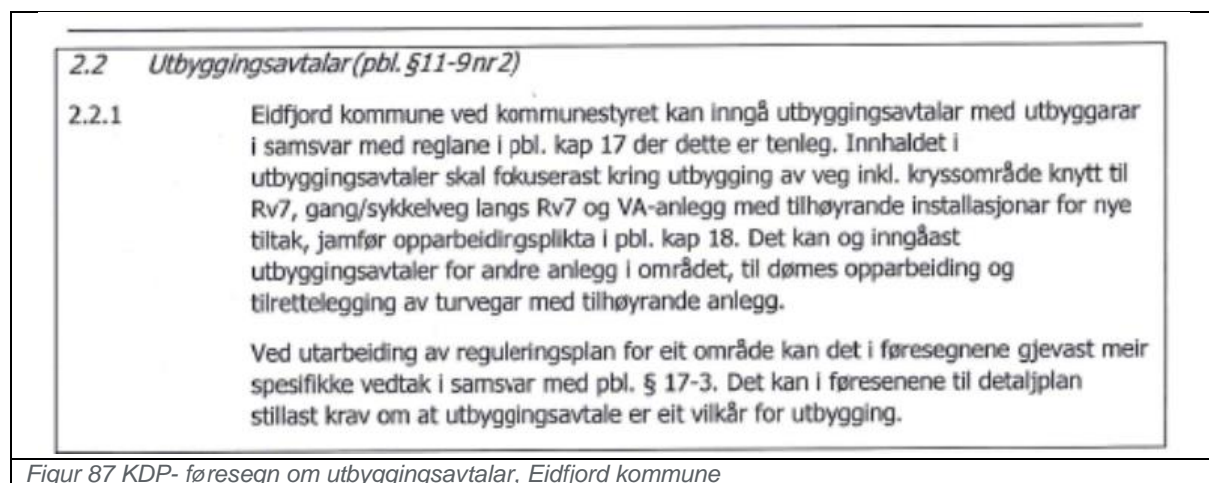 2.2 Utbyggingsavtalar(pbl. §11-9nr2)
2.2.1 Eidfjord kommune ved kommunestyret kan inngå utbyggingsavtalar med utbyggarar
i samsvar med reglane i pbl. kap 17 der dette er tenleg. Innhaldet i
utbyggingsavtaler skal fokuserast kring utbygging av veg inkl. kryssområde knytt til
Rv7, gang/sykkelveg langs Rv7 og VA-anlegg med tilhøyrande installasjonar for nye
tiltak, jamfør opparbeidirgsplikta i pbl. kap 18. Det kan og inngåast
utbyggingsavtaler for andre anlegg i området, til dømes opparbeiding og
tilrettelegging av turvegar med tilhøyrande anlegg.
Ved utarbeiding av reguleringsplan for eit område kan det i føresegnene gjevast meir
spesifikke vedtak i samsvar med pbl. § 17-3. Det kan i føresenene til detaljplan
stillast krav om at utbyggingsavtale er eit vilkår for utbygging.
Figur 87 KDP- føresegn om utbyggingsavtalar, Eidfjord kommune